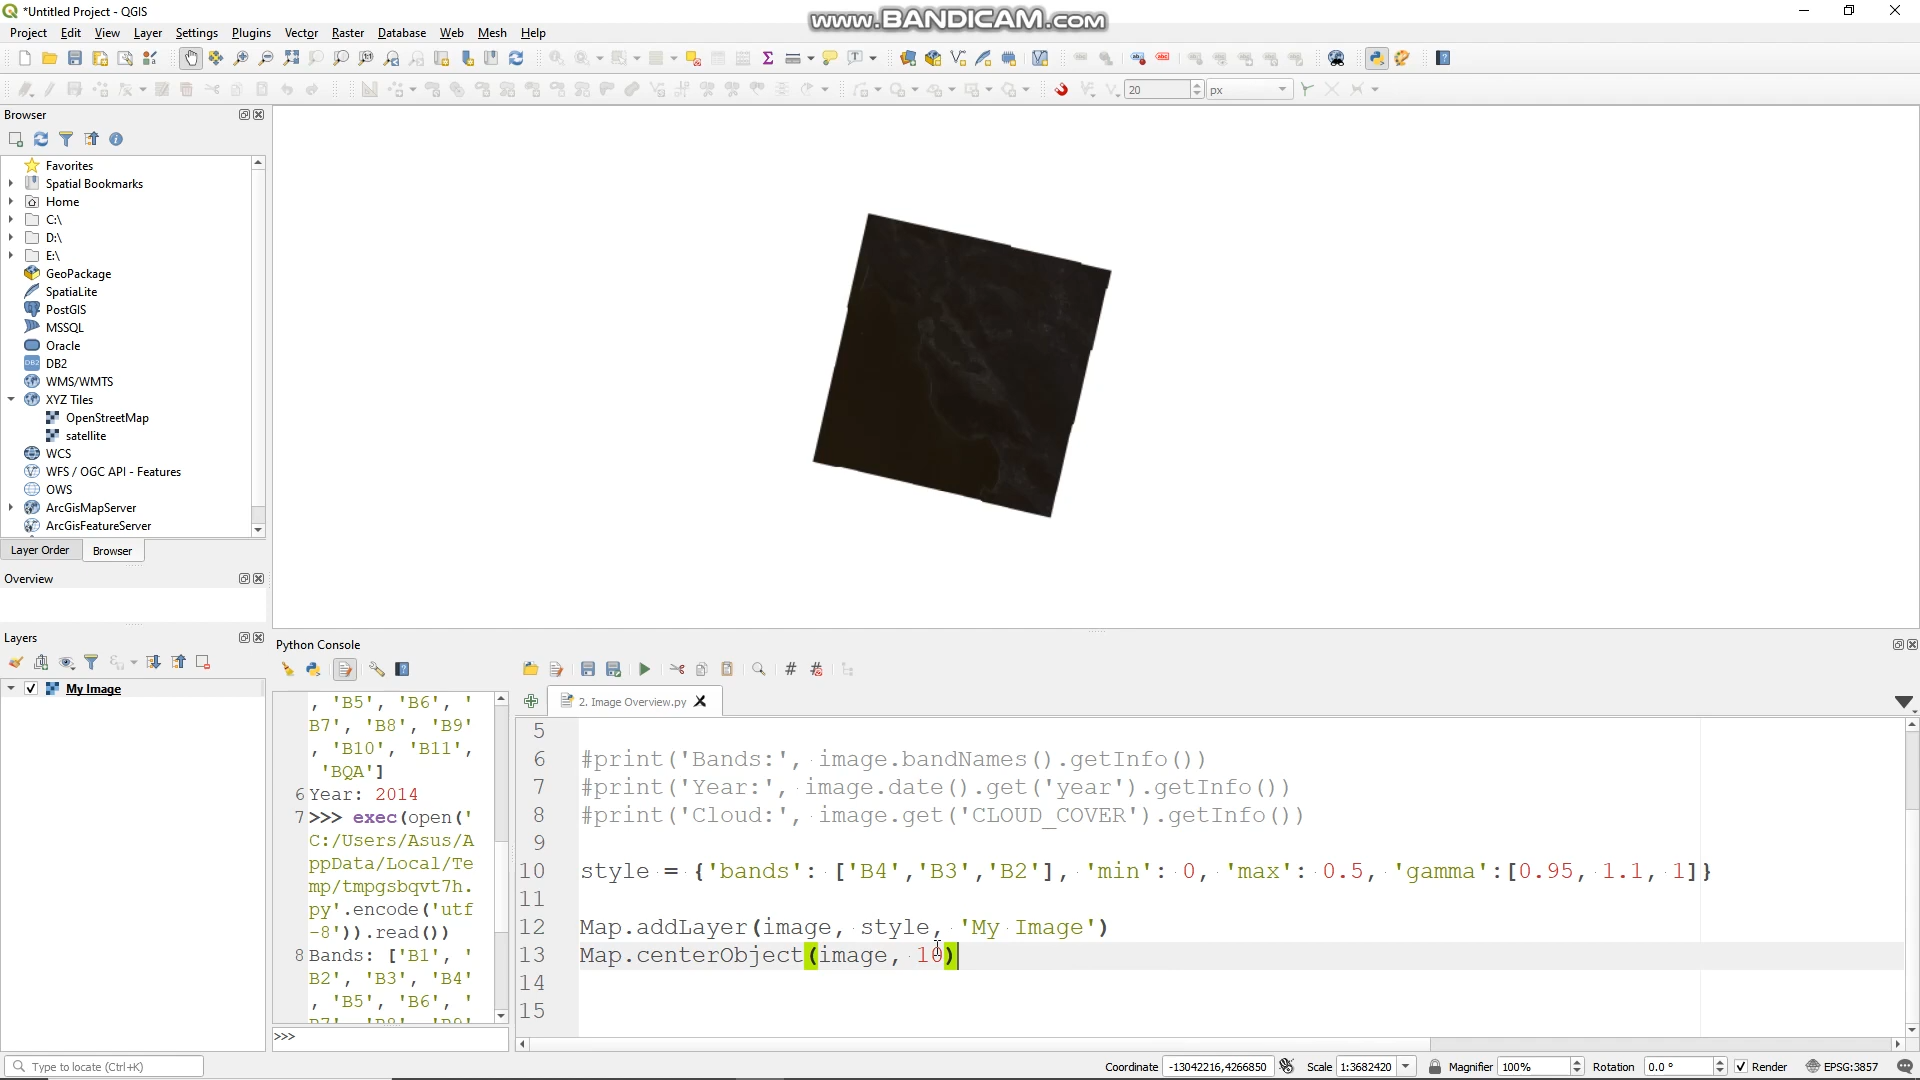 *Untitled Project - QGIS
www.BANDICAM.com
Project Edit View Layer Settings Plugins Vector Raster Database Web Mesh Help
20
px
Browser
Favorites
Spatial Bookmarks
Home
C:\
D:\
E:\
GeoPackage
SpatiaLite
PostGIS
MSSQL
Oracle
DB2
WMS/WMTS
XYZ Tiles
OpenStreetMap
satellite
WCS
WFS / OGC API - Features
OWS
ArcGisMapServer
ArcGisFeatureServer
Layer Order Browser
Overview
Layers
My Image
Python Console
, 'B5', 'B6', '
B7', 'B8', 'B9'
, 'B10', 'B11',
'BQA']
6 Year: 2014
7 >>> exec(open('
C:/Users/Asus/A
ppData/Local/Te
mp/tmpgsbqvt7h.
py'.encode('utf
-8')).read())
8 Bands: ['B1', '
B2', 'B3', 'B4'
, 'B5', 'B6', '
B7', 'B8', 'B9'
>>>
2. Image Overview.py
5
6 #print('Bands:', image.bandNames().getInfo())
7 #print('Year:', image.date().get('year').getInfo())
8 #print('Cloud:', image.get('CLOUD_COVER').getInfo())
9
10 style = {'bands': ['B4','B3','B2'], 'min': 0, 'max': 0.5, 'gamma':[0.95, 1.1, 1]}
11
12 Map.addLayer(image, style, 'My Image')
13 Map.centerObject(image, 10)
14
15
Type to locate (Ctrl+K)
Coordinate -13042216,4266850 Scale 1:3682420 Magnifier 100% Rotation 0.0 ° Render EPSG:3857